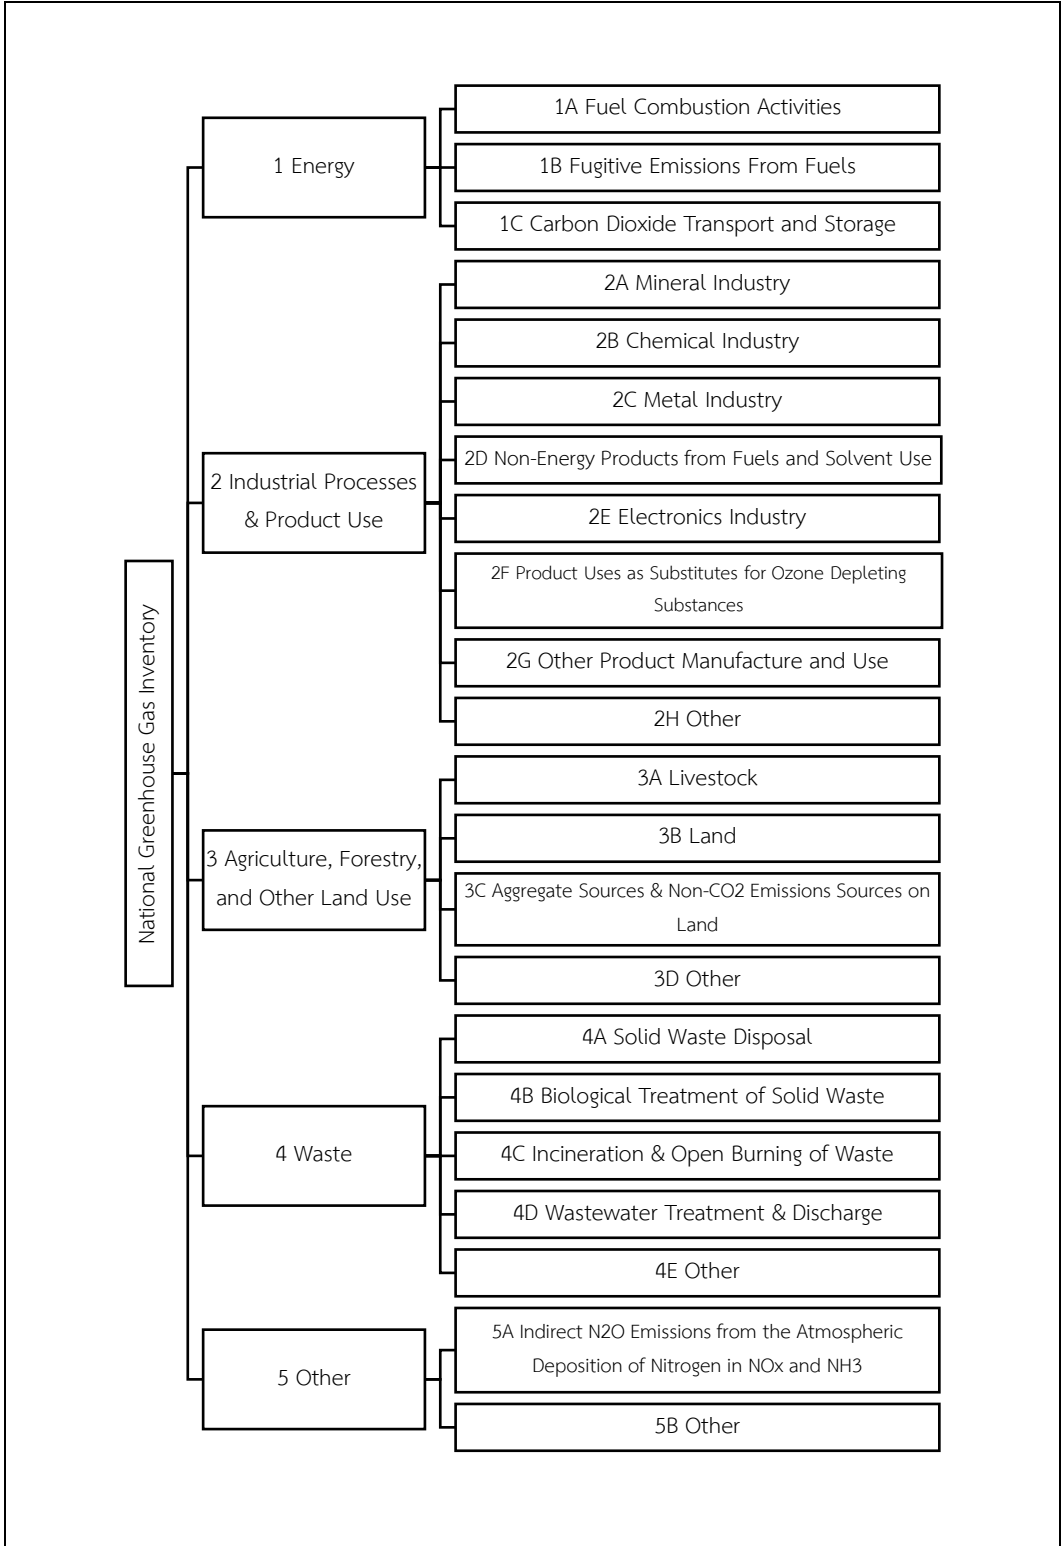 National Greenhouse Gas Inventory
1 Energy
1A Fuel Combustion Activities
1B Fugitive Emissions From Fuels
1C Carbon Dioxide Transport and Storage
2 Industrial Processes
& Product Use
2A Mineral Industry
2B Chemical Industry
2C Metal Industry
2D Non-Energy Products from Fuels and Solvent Use
2E Electronics Industry
2F Product Uses as Substitutes for Ozone Depleting
Substances
2G Other Product Manufacture and Use
2H Other
3 Agriculture, Forestry,
and Other Land Use
3A Livestock
3B Land
3C Aggregate Sources & Non-CO2 Emissions Sources on
Land
3D Other
4 Waste
4A Solid Waste Disposal
4B Biological Treatment of Solid Waste
4C Incineration & Open Burning of Waste
4D Wastewater Treatment & Discharge
4E Other
5 Other
5A Indirect N2O Emissions from the Atmospheric
Deposition of Nitrogen in NOx and NH3
5B Other